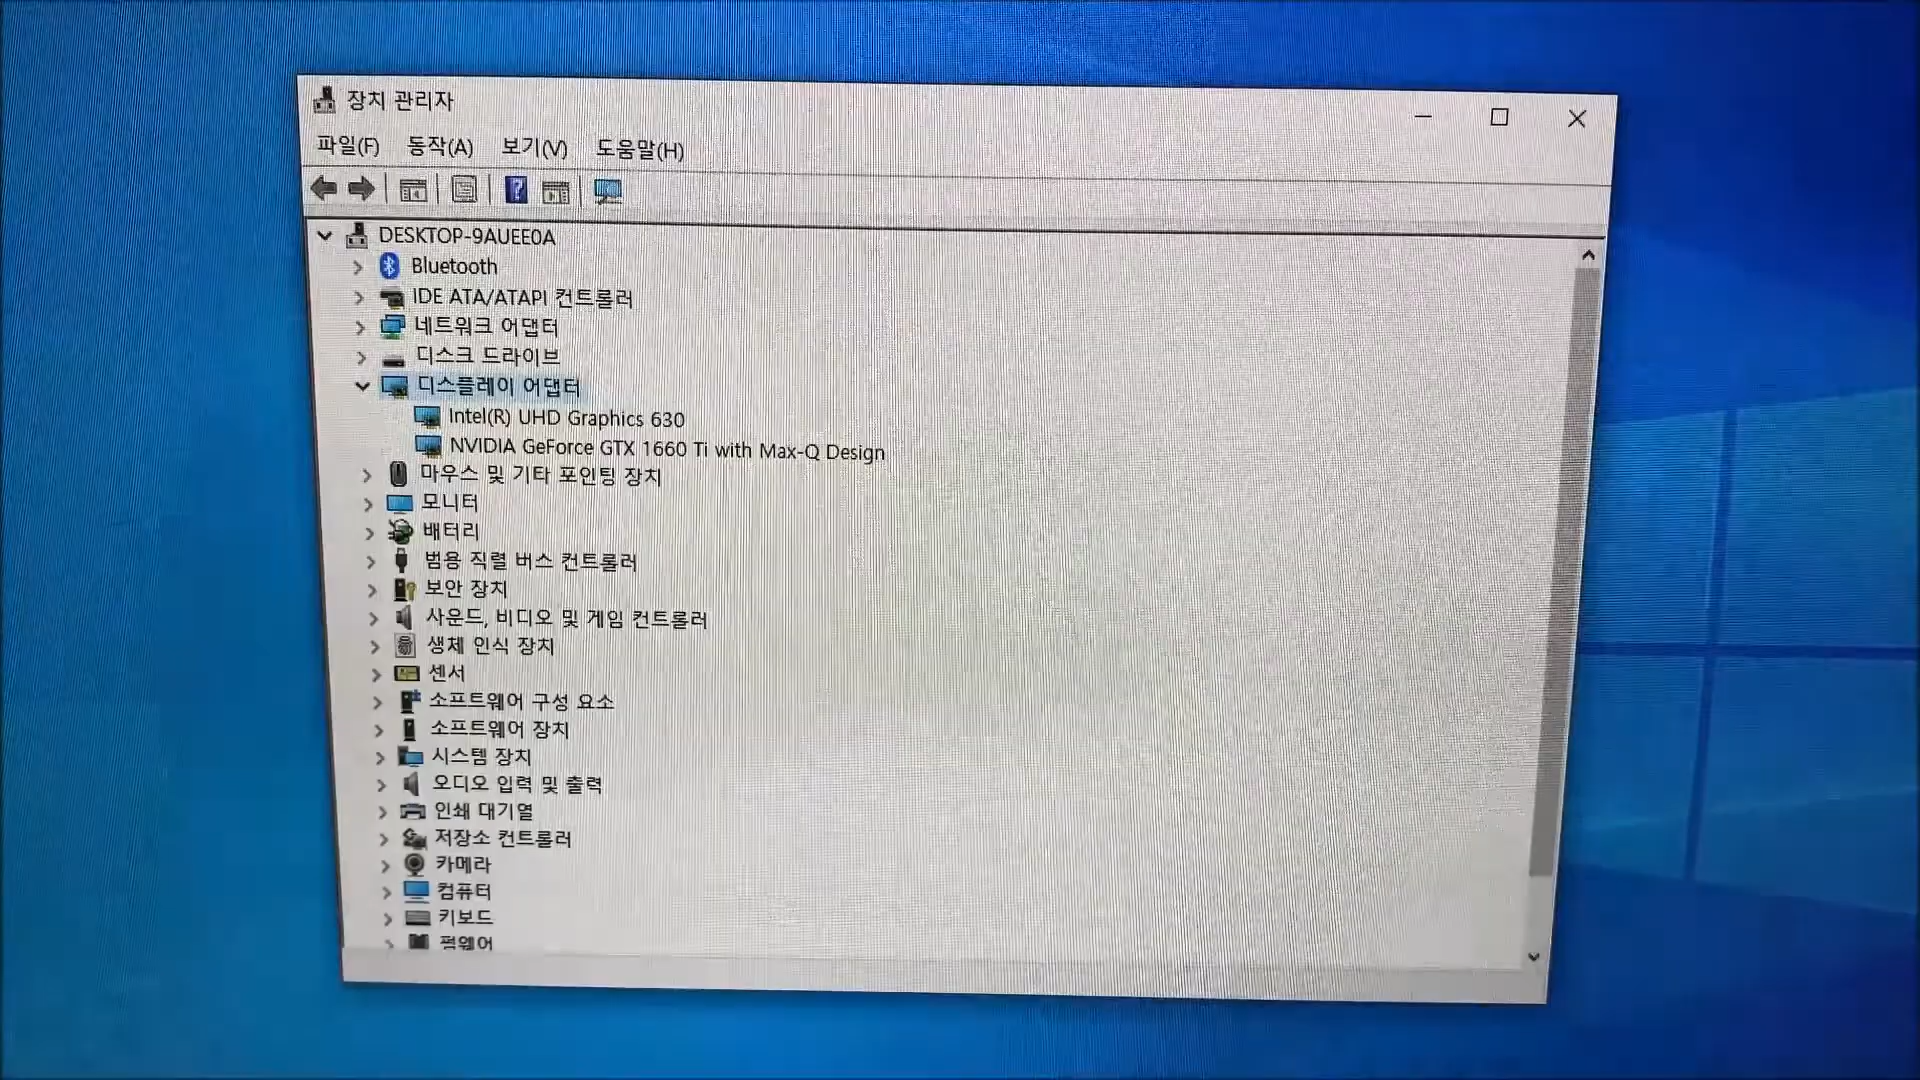 장치 관리자
파일(F) 동작(A) 보기(V) 도움말(H)
DESKTOP-9AUEE0A
Bluetooth
IDE ATA/ATAPI 컨트롤러
네트워크 어댑터
디스크 드라이브
디스플레이 어댑터
Intel(R) UHD Graphics 630
NVIDIA GeForce GTX 1660 Ti with Max-Q Design
마우스 및 기타 포인팅 장치
모니터
배터리
범용 직렬 버스 컨트롤러
보안 장치
사운드, 비디오 및 게임 컨트롤러
생체 인식 장치
센서
소프트웨어 구성 요소
소프트웨어 장치
시스템 장치
오디오 입력 및 출력
인쇄 대기열
저장소 컨트롤러
카메라
컴퓨터
키보드
펌웨어